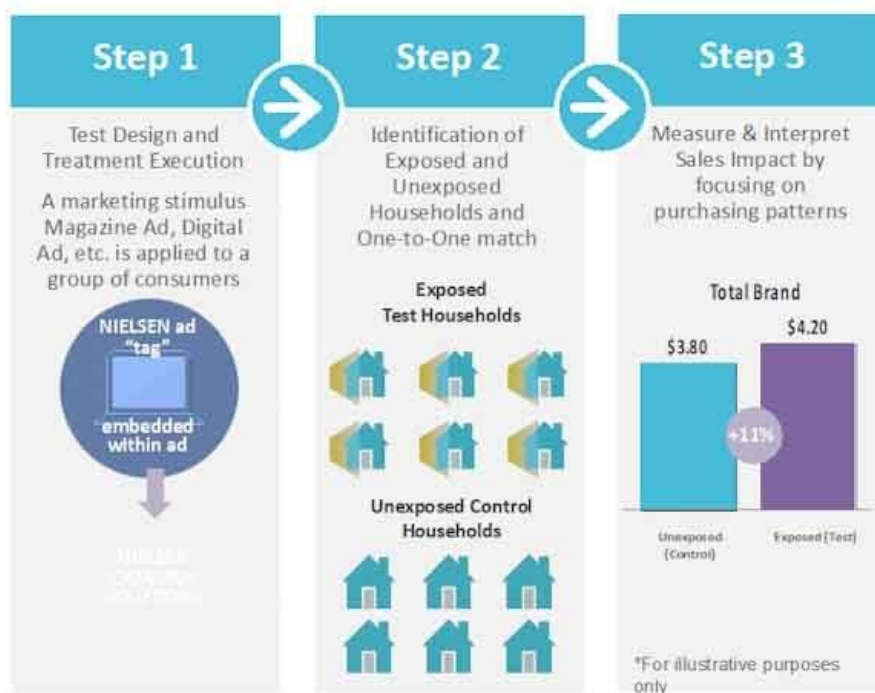 Step 1
Test Design and
Treatment Execution
A marketing stimulus
Magazine Ad, Digital
Ad, etc. is applied to a
group of consumers
NIELSEN ad
"tag"
embedded
within ad
Step 2
Identification of
Exposed and
Unexposed
Households and
One-to-One match
Exposed
Test Households
Unexposed Control
Households
Step 3
Measure & Interpret
Sales Impact by
focusing on
purchasing patterns
Total Brand
$3.80
$4.20
+11%
Unexposed
(Control)
Exposed (Test)
*For illustrative purposes
only